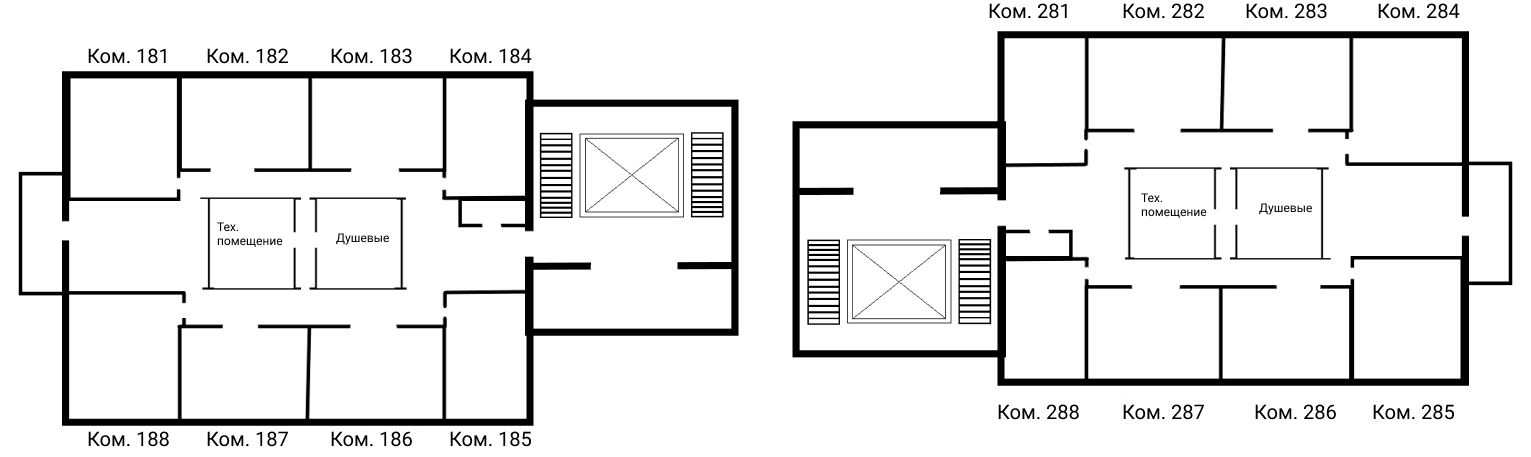 Ком. 181 Ком. 182 Ком. 183 Ком. 184
Тех.
помещение
Душевые
Ком. 188 Ком. 187 Ком. 186 Ком. 185
Ком. 281 Ком. 282 Ком. 283 Ком. 284
Тех.
помещение
Душевые
Ком. 288 Ком. 287 Ком. 286 Ком. 285